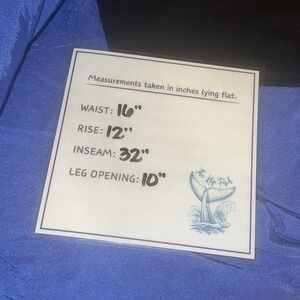 Measurements taken in inches lying flat.
WAIST: 16"
RISE: 12"
INSEAM: 32"
LEG OPENING: 10"